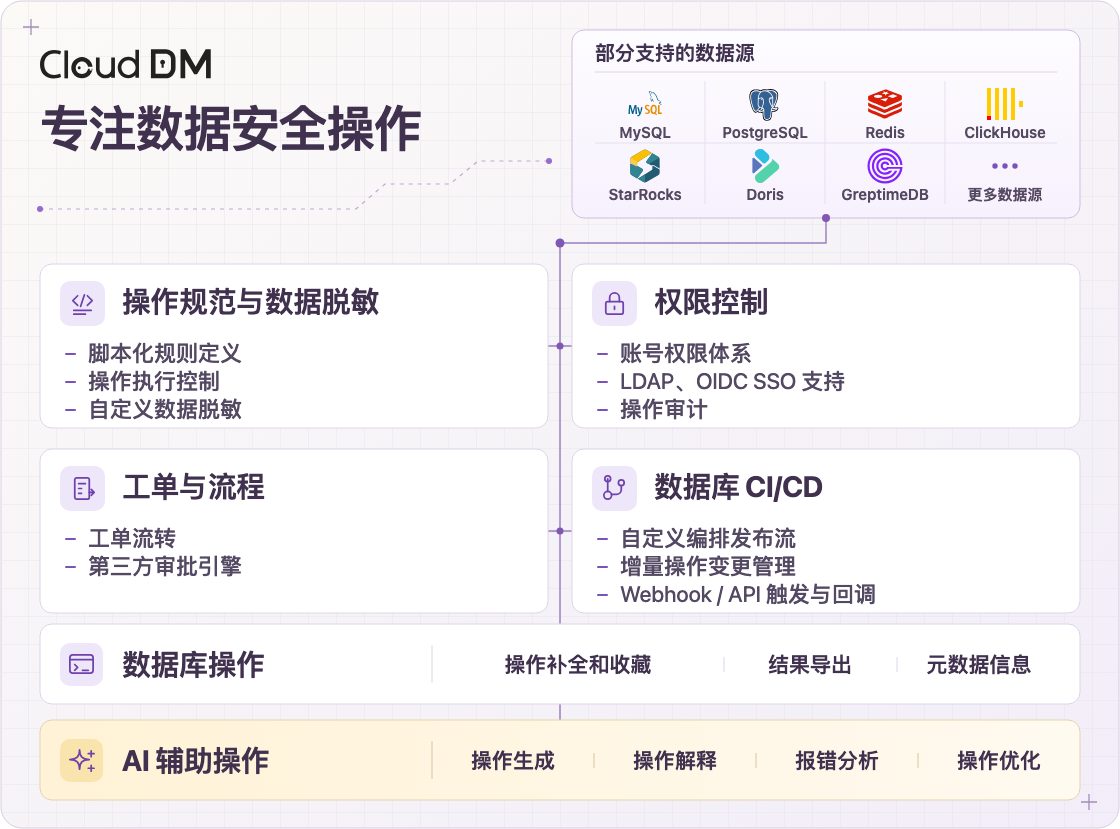 Cloud DM
专注数据安全操作
部分支持的数据源
MySQL
MySQL
PostgreSQL
Redis
ClickHouse
StarRocks
Doris
GreptimeDB
更多数据源
操作规范与数据脱敏
– 脚本化规则定义
– 操作执行控制
– 自定义数据脱敏
权限控制
– 账号权限体系
– LDAP、OIDC SSO 支持
– 操作审计
工单与流程
– 工单流转
– 第三方审批引擎
数据库 CI/CD
– 自定义编排发布流
– 增量操作变更管理
– Webhook / API 触发与回调
数据库操作
操作补全和收藏
结果导出
元数据信息
AI 辅助操作
操作生成
操作解释
报错分析
操作优化